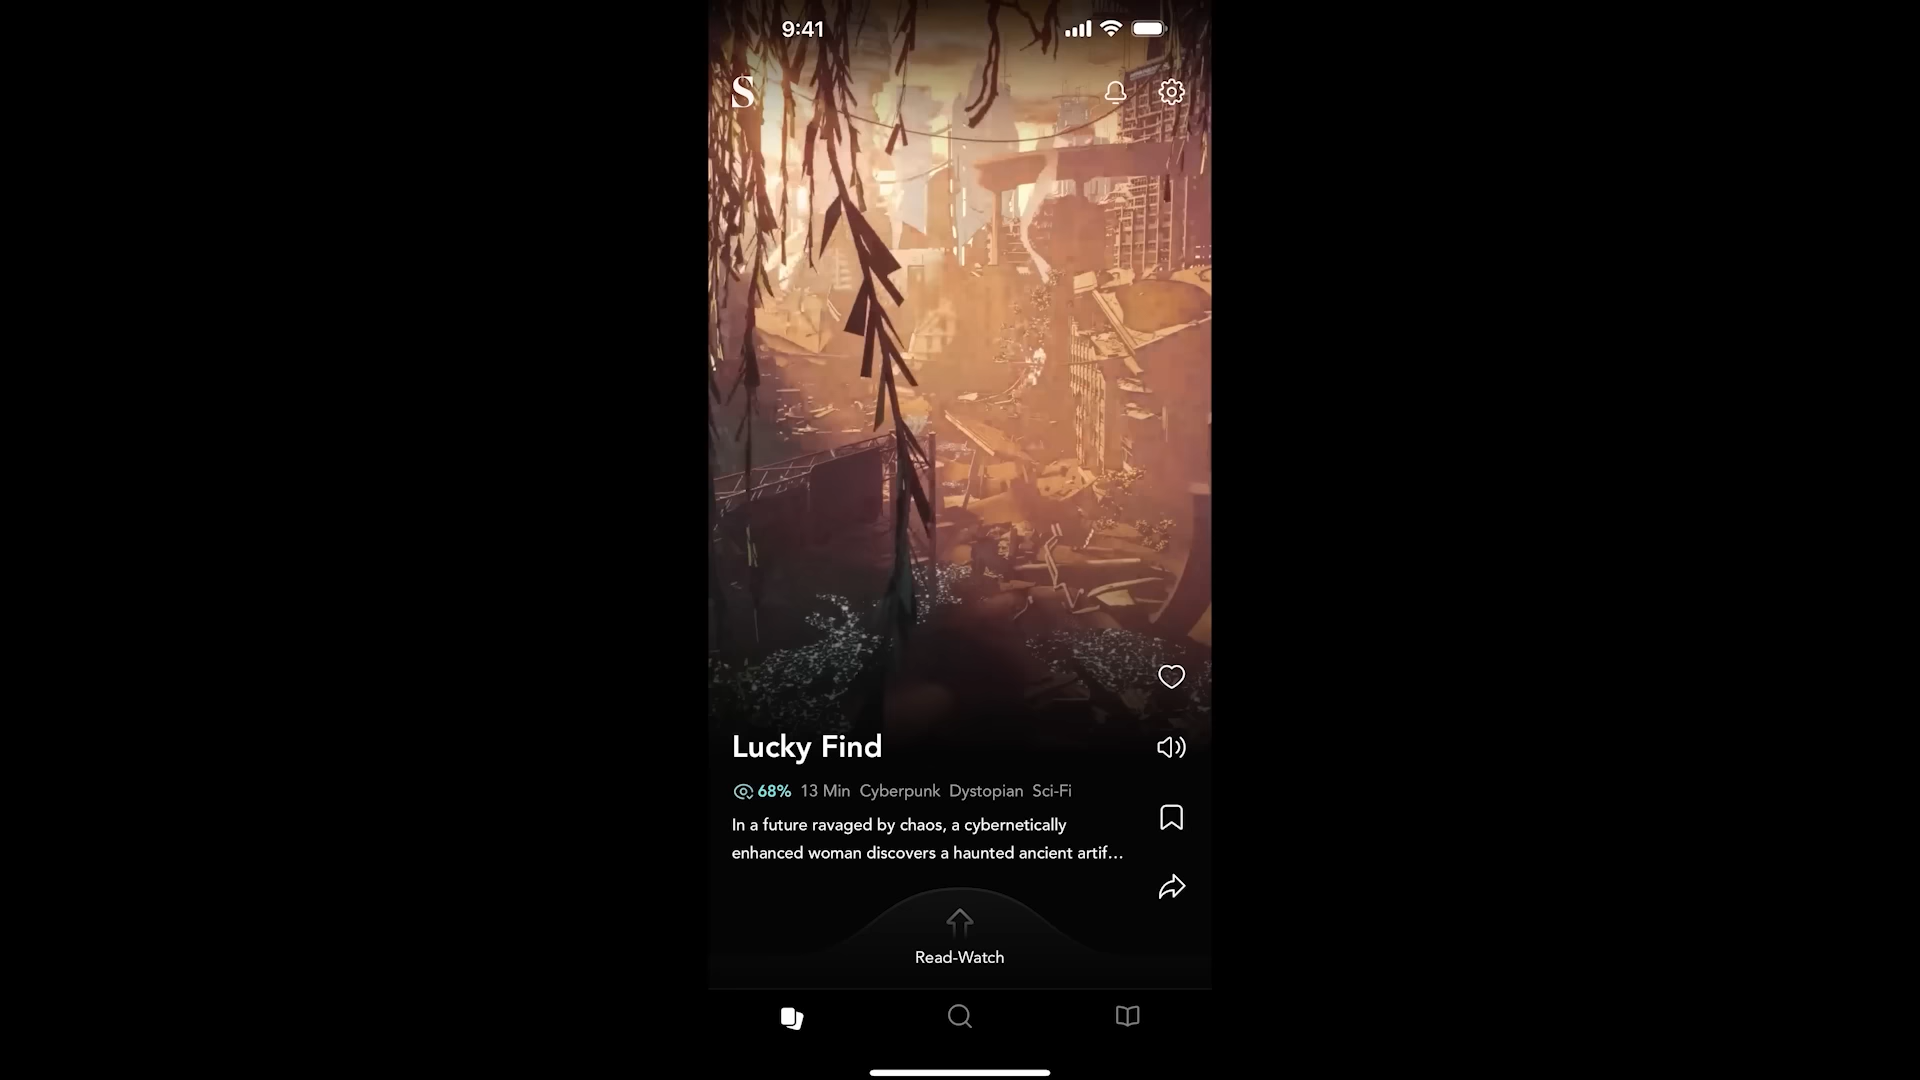 9:41
S
Lucky Find
68% 13 Min Cyberpunk Dystopian Sci-Fi
In a future ravaged by chaos, a cybernetically
enhanced woman discovers a haunted ancient artif...
Read-Watch